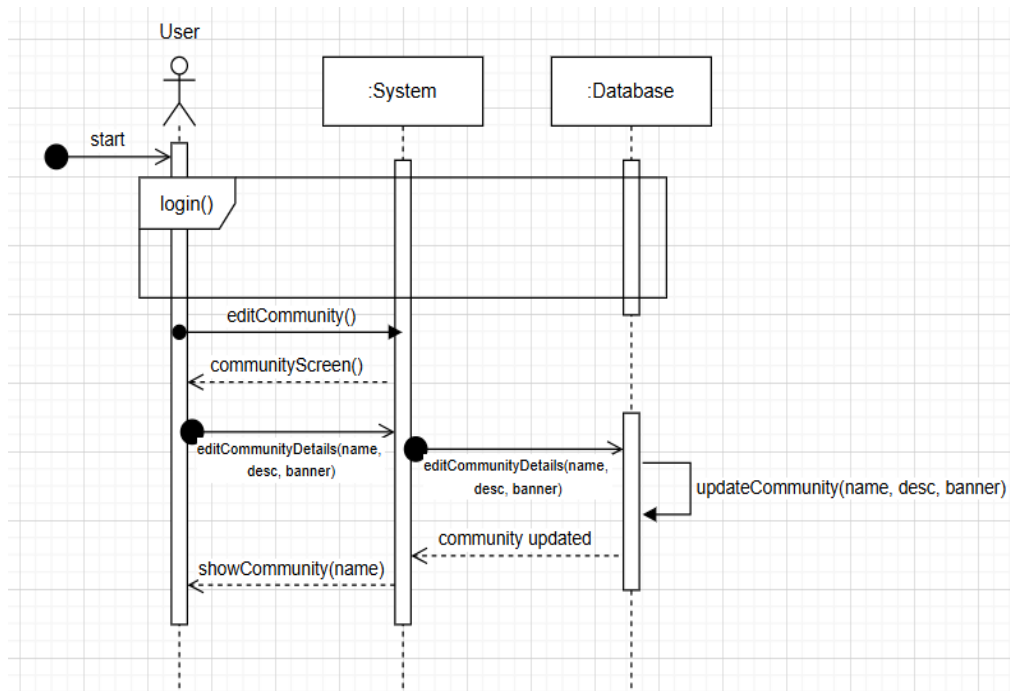 User
:System
:Database
start
login()
editCommunity()
communityScreen()
editCommunityDetails(name,
desc, banner)
editCommunityDetails(name,
desc, banner)
updateCommunity(name, desc, banner)
community updated
showCommunity(name)